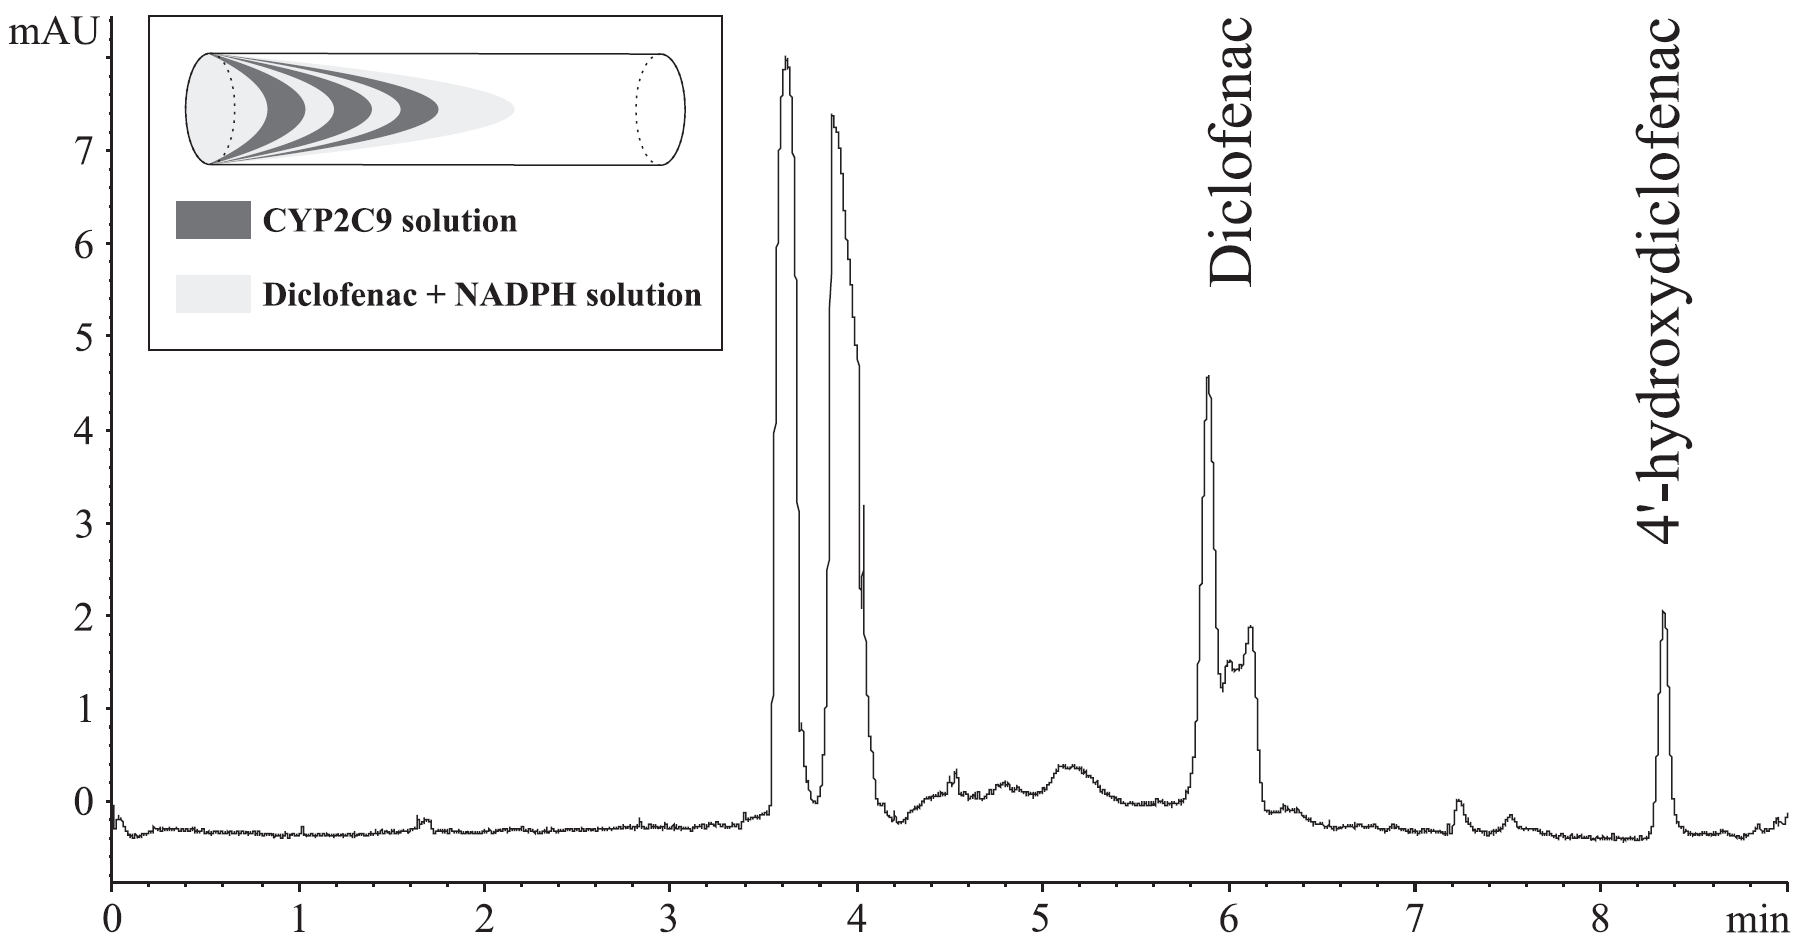 mAU
7
6
5
4
3
2
1
0
CYP2C9 solution
Diclofenac + NADPH solution
Diclofenac
4'-hydroxydiclofenac
0 1 2 3 4 5 6 7 8 min